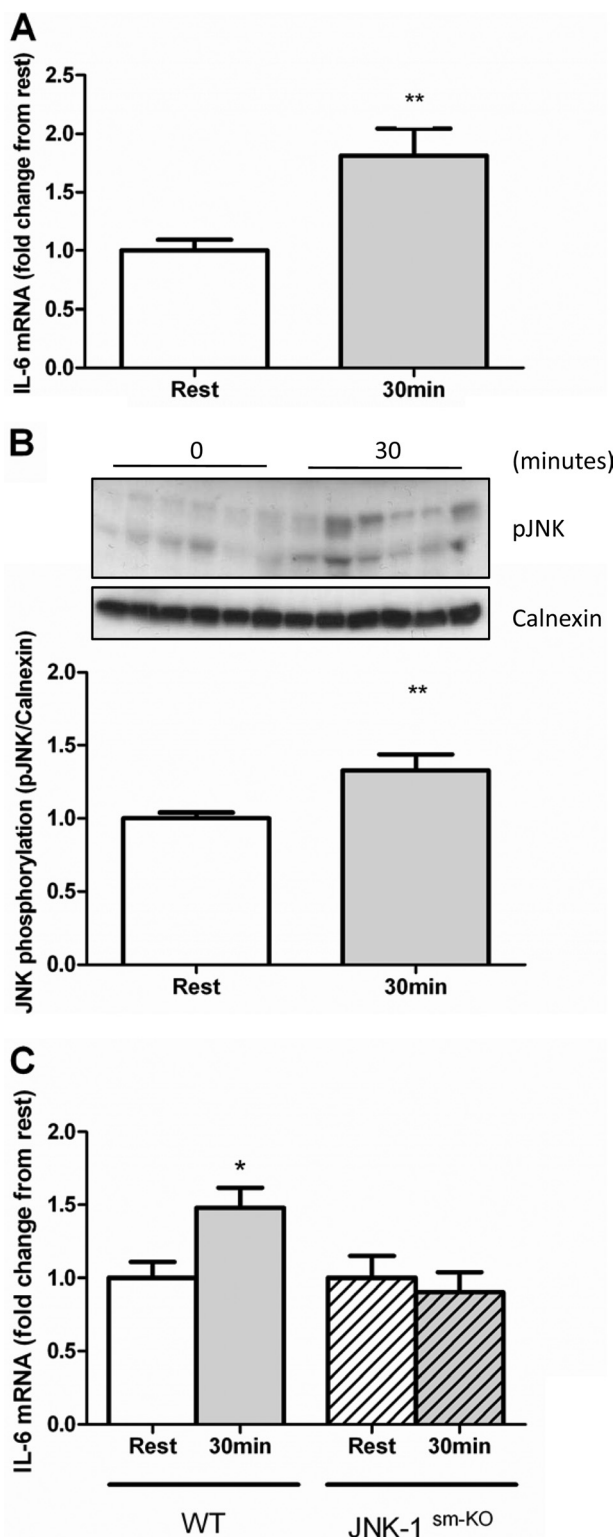 A
IL-6 mRNA (fold change from rest)
2.5
2.0
1.5
1.0
0.5
0.0
**
Rest 30min
B
0 30 (minutes)
pJNK
Calnexin
JNK phosphorylation (pJNK/Calnexin)
2.0
1.5
1.0
0.5
0.0
**
Rest 30min
C
IL-6 mRNA (fold change from rest)
2.0
1.5
1.0
0.5
0.0
*
Rest 30min Rest 30min
WT JNK-1 sm-KO